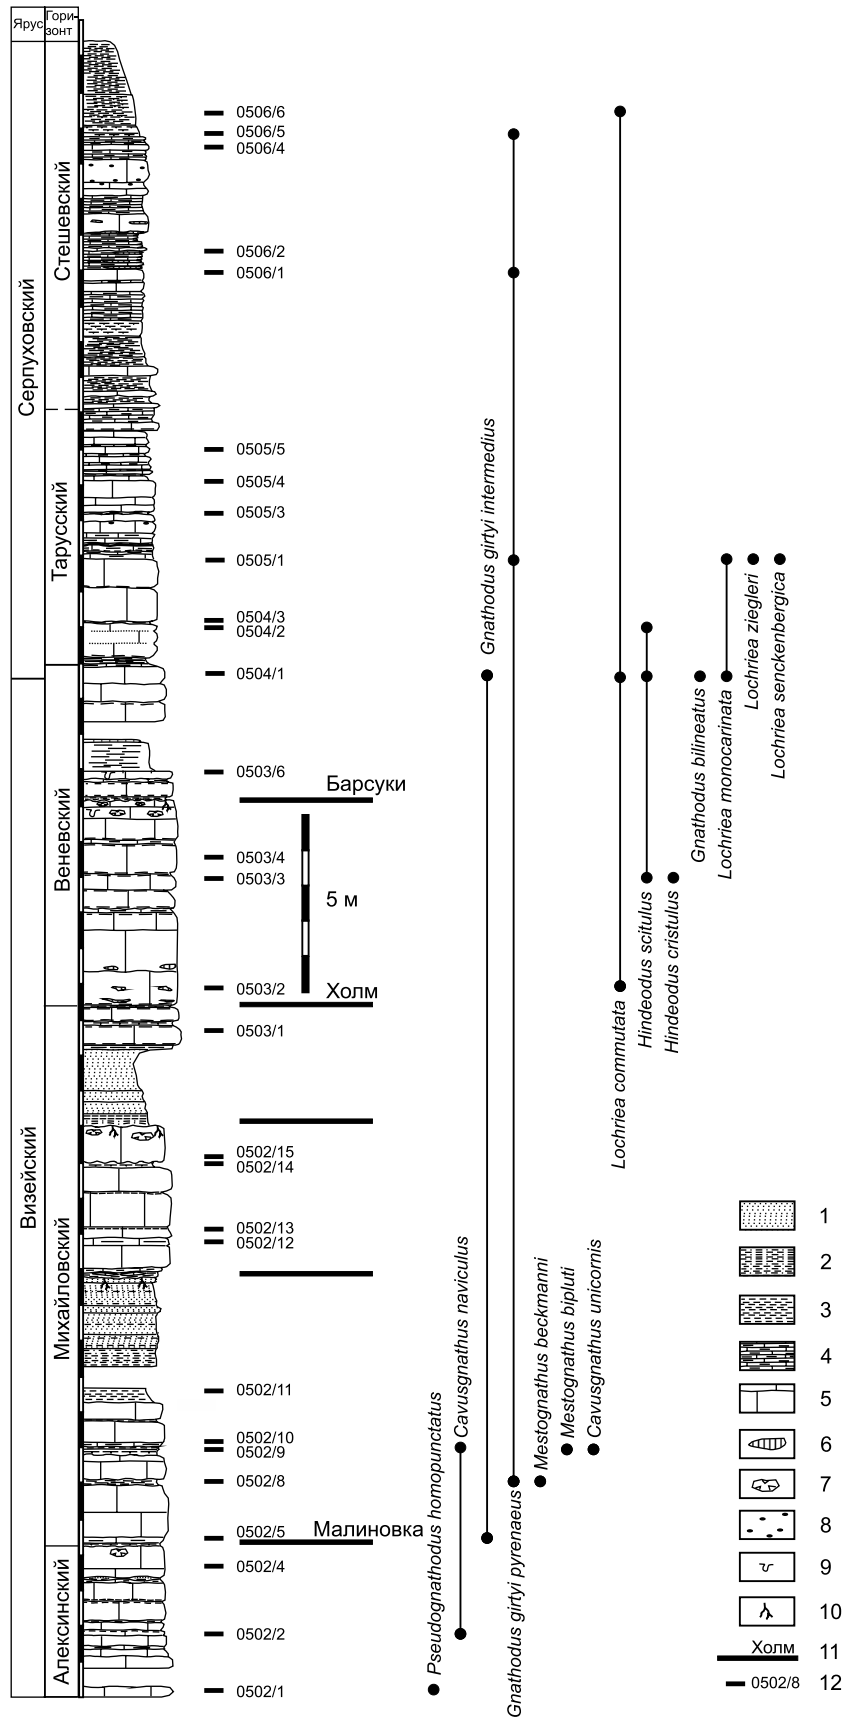 Ярус
Гори-
зонт
Серпуховский
Визейский
Стешевский
Тарусский
Веневский
Михайловский
Алексинский
0506/6
0506/5
0506/4
0506/2
0506/1
0505/5
0505/4
0505/3
0505/1
0504/3
0504/2
0504/1
0503/6
Барсуки
0503/4
0503/3
5 м
0503/2
Холм
0503/1
0502/15
0502/14
0502/13
0502/12
0502/11
0502/10
0502/9
0502/8
0502/5
Малиновка
0502/4
0502/2
0502/1
Pseudognathodus homopunctatus
Cavusgnathus naviculus
Gnathodus girtyi intermedius
Gnathodus girtyi pyrenaeus
Mestognathus beckmanni
Mestognathus bipluti
Cavusgnathus unicornis
Lochriea commutata
Hindeodus scitulus
Hindeodus cristulus
Gnathodus bilineatus
Lochriea monocarinata
Lochriea ziegleri
Lochriea senckenbergica
1
2
3
4
5
6
7
8
9
10
Холм 11
0502/8 12